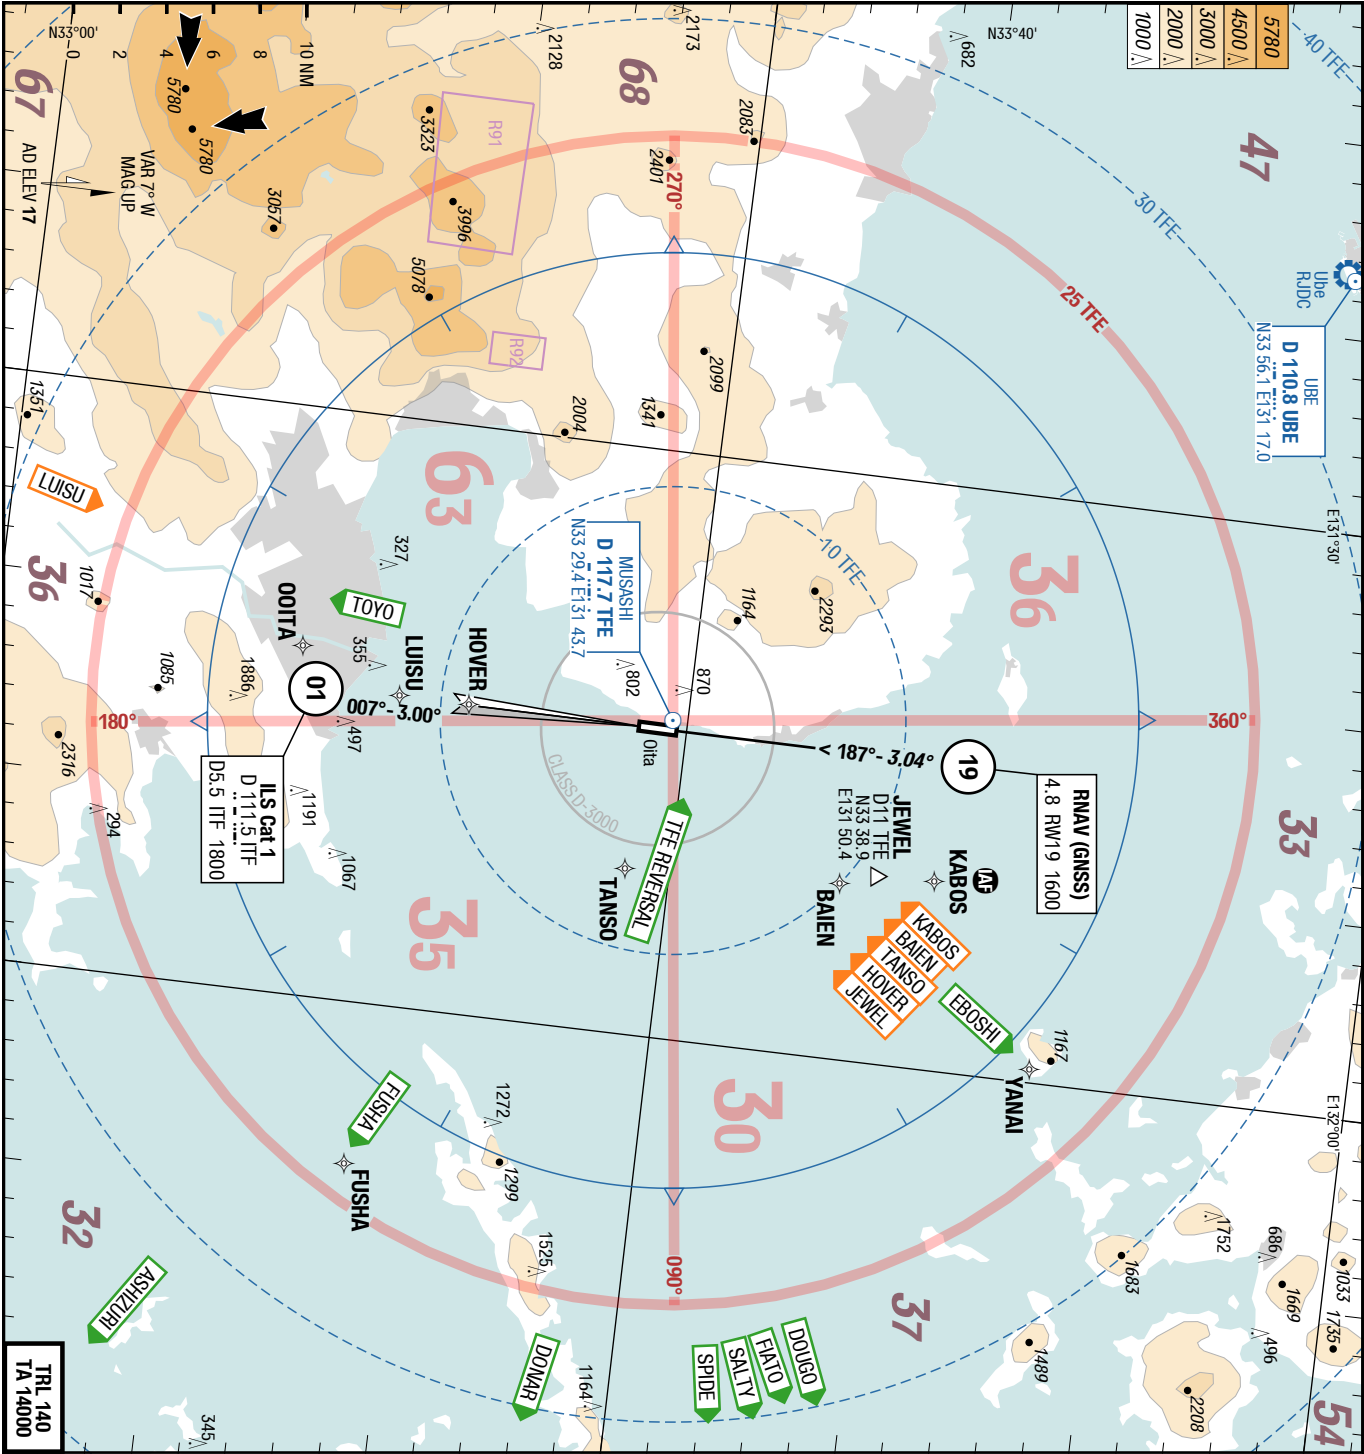 5780
4500
3000
2000
1000
40 TFE
47
30 TFE
Ube
RJDC
UBE
D 110.8 UBE
N33 56.1 E131 17.0
E131°30'
33
E132°00'
1033
1735
54
682
N33°40'
2173
2128
68
2083
2401
270°
25 TFE
R91
3323
3996
5078
R92
10 NM
8
6
4
2
0
N33°00'
5780
5780
3057
67
AD ELEV 17
VAR 7° W
MAG UP
2099
1341
2004
1351
LUISU
63
36
10 TFE
2293
1164
MUSASHI
D 117.7 TFE
N33 29.4 E131 43.7
802
870
327
TOYO
355
OOITA
LUISU
HOVER
36
1017
1085
1886
01
007° - 3.00°
497
180°
2316
294
1191
1067
ILS Cat 1
D 111.5 ITF
D5.5 ITF 1800
Oita
CLASS D-3000
< 187° - 3.04°
19
360°
RNAV (GNSS)
4.8 RW19 1600
JEWEL
D11 TFE
N33 38.9
E131 50.4
KABOS
IAF
BAIEN
TFE REVERSAL
TANSO
KABOS
BAIEN
TANSO
HOVER
JEWEL
EBOSHI
1167
YANAI
35
30
FUSHA
FUSHA
1272
1299
1525
090°
32
ASHIZURI
DONAR
1164
SPIDE
SALTY
FIATO
DOUGO
37
1683
1752
686
1669
496
1489
2208
345
TRL 140
TA 14000